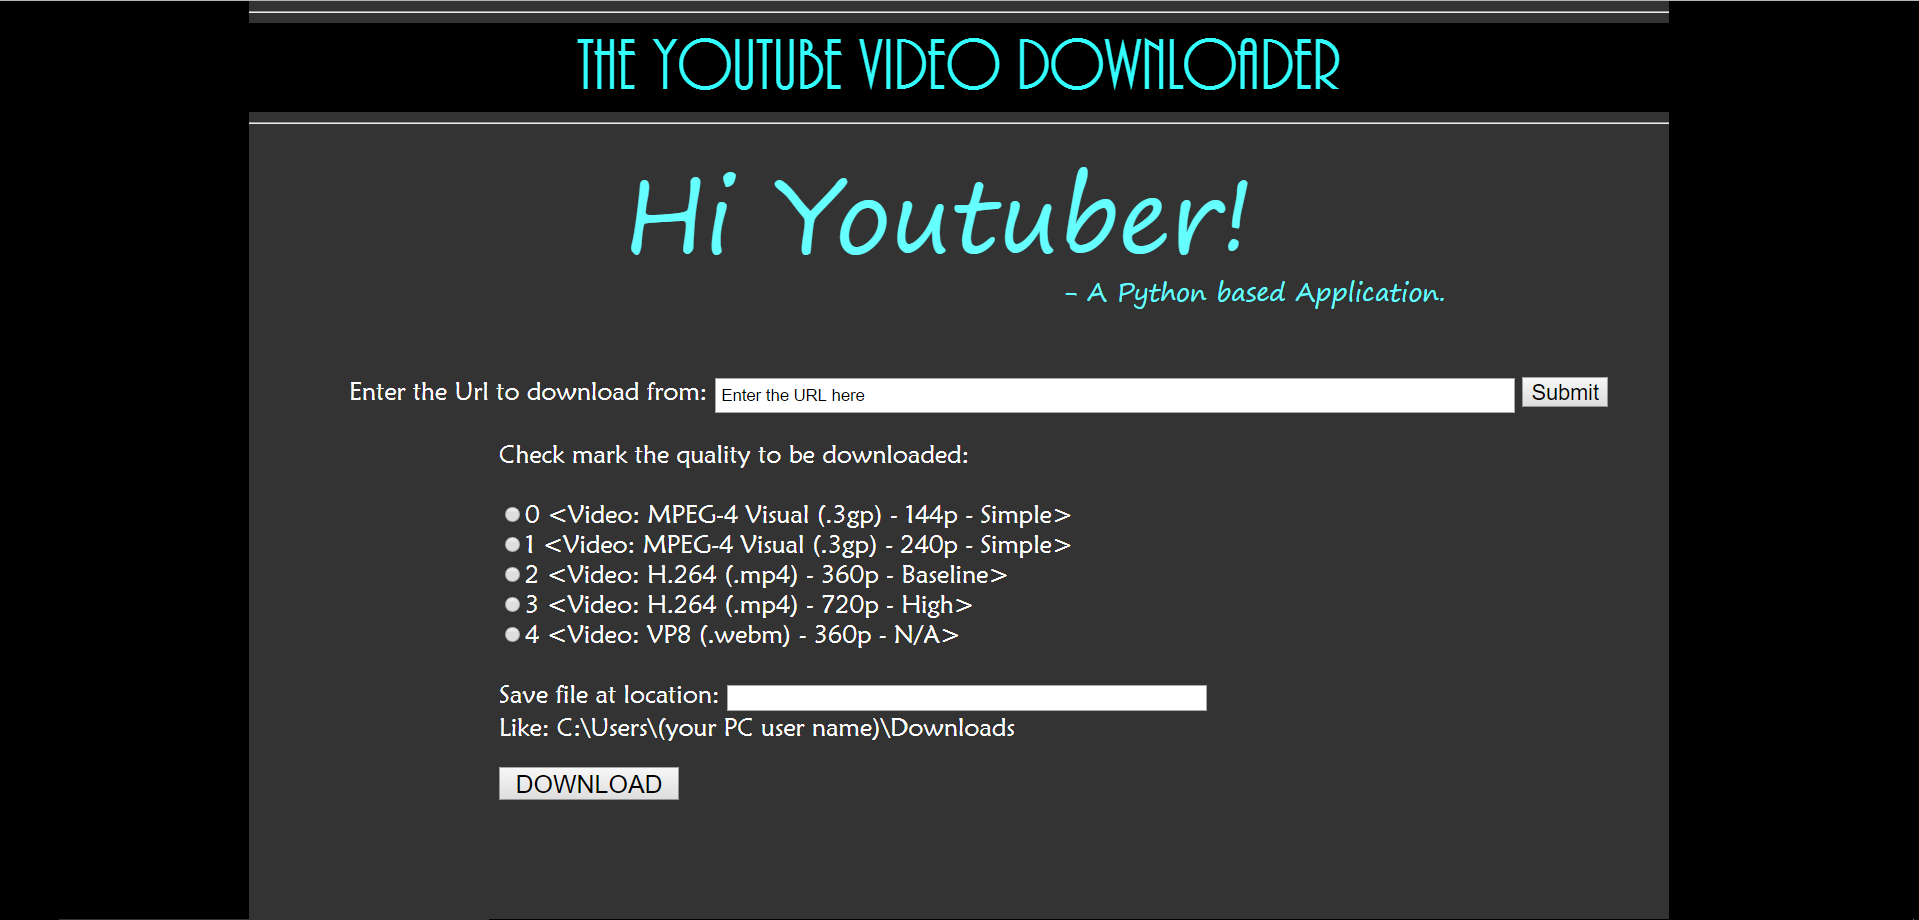 THE YOUTUBE VIDEO DOWNLOADER
Hi Youtuber!
- A Python based Application.
Enter the Url to download from: Enter the URL here Submit
Check mark the quality to be downloaded:
0 <Video: MPEG-4 Visual (.3gp) - 144p - Simple>
1 <Video: MPEG-4 Visual (.3gp) - 240p - Simple>
2 <Video: H.264 (.mp4) - 360p - Baseline>
3 <Video: H.264 (.mp4) - 720p - High>
4 <Video: VP8 (.webm) - 360p - N/A>
Save file at location:
Like: C:\Users\(your PC user name)\Downloads
DOWNLOAD